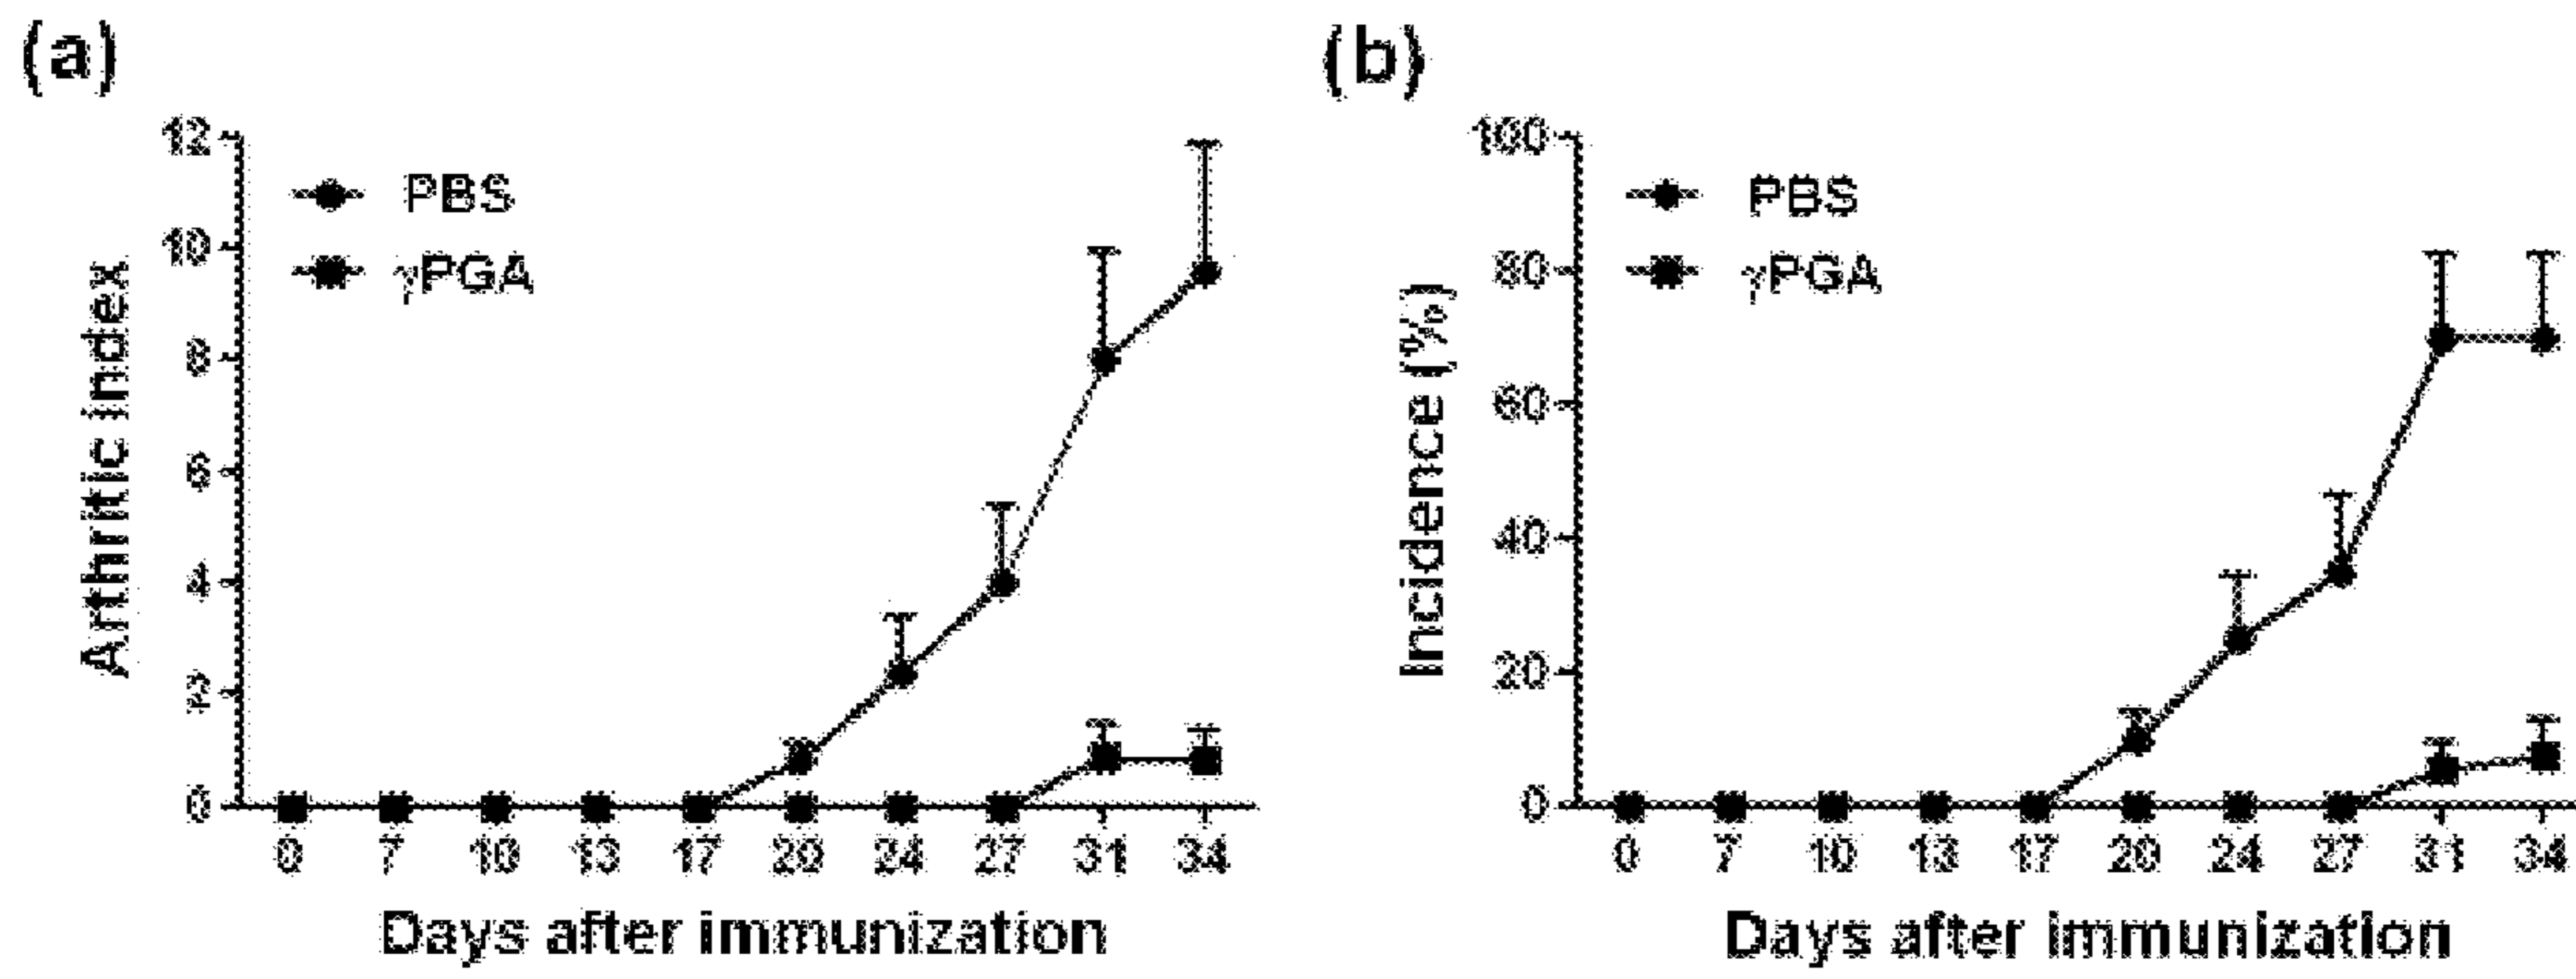 (a)
12
10
8
6
4
2
0
Arthritic index
PBS
γPGA
0 7 10 13 17 20 24 27 31 34
Days after immunization
(b)
100
80
60
40
20
0
Incidence (%)
PBS
γPGA
0 7 10 13 17 20 24 27 31 34
Days after immunization